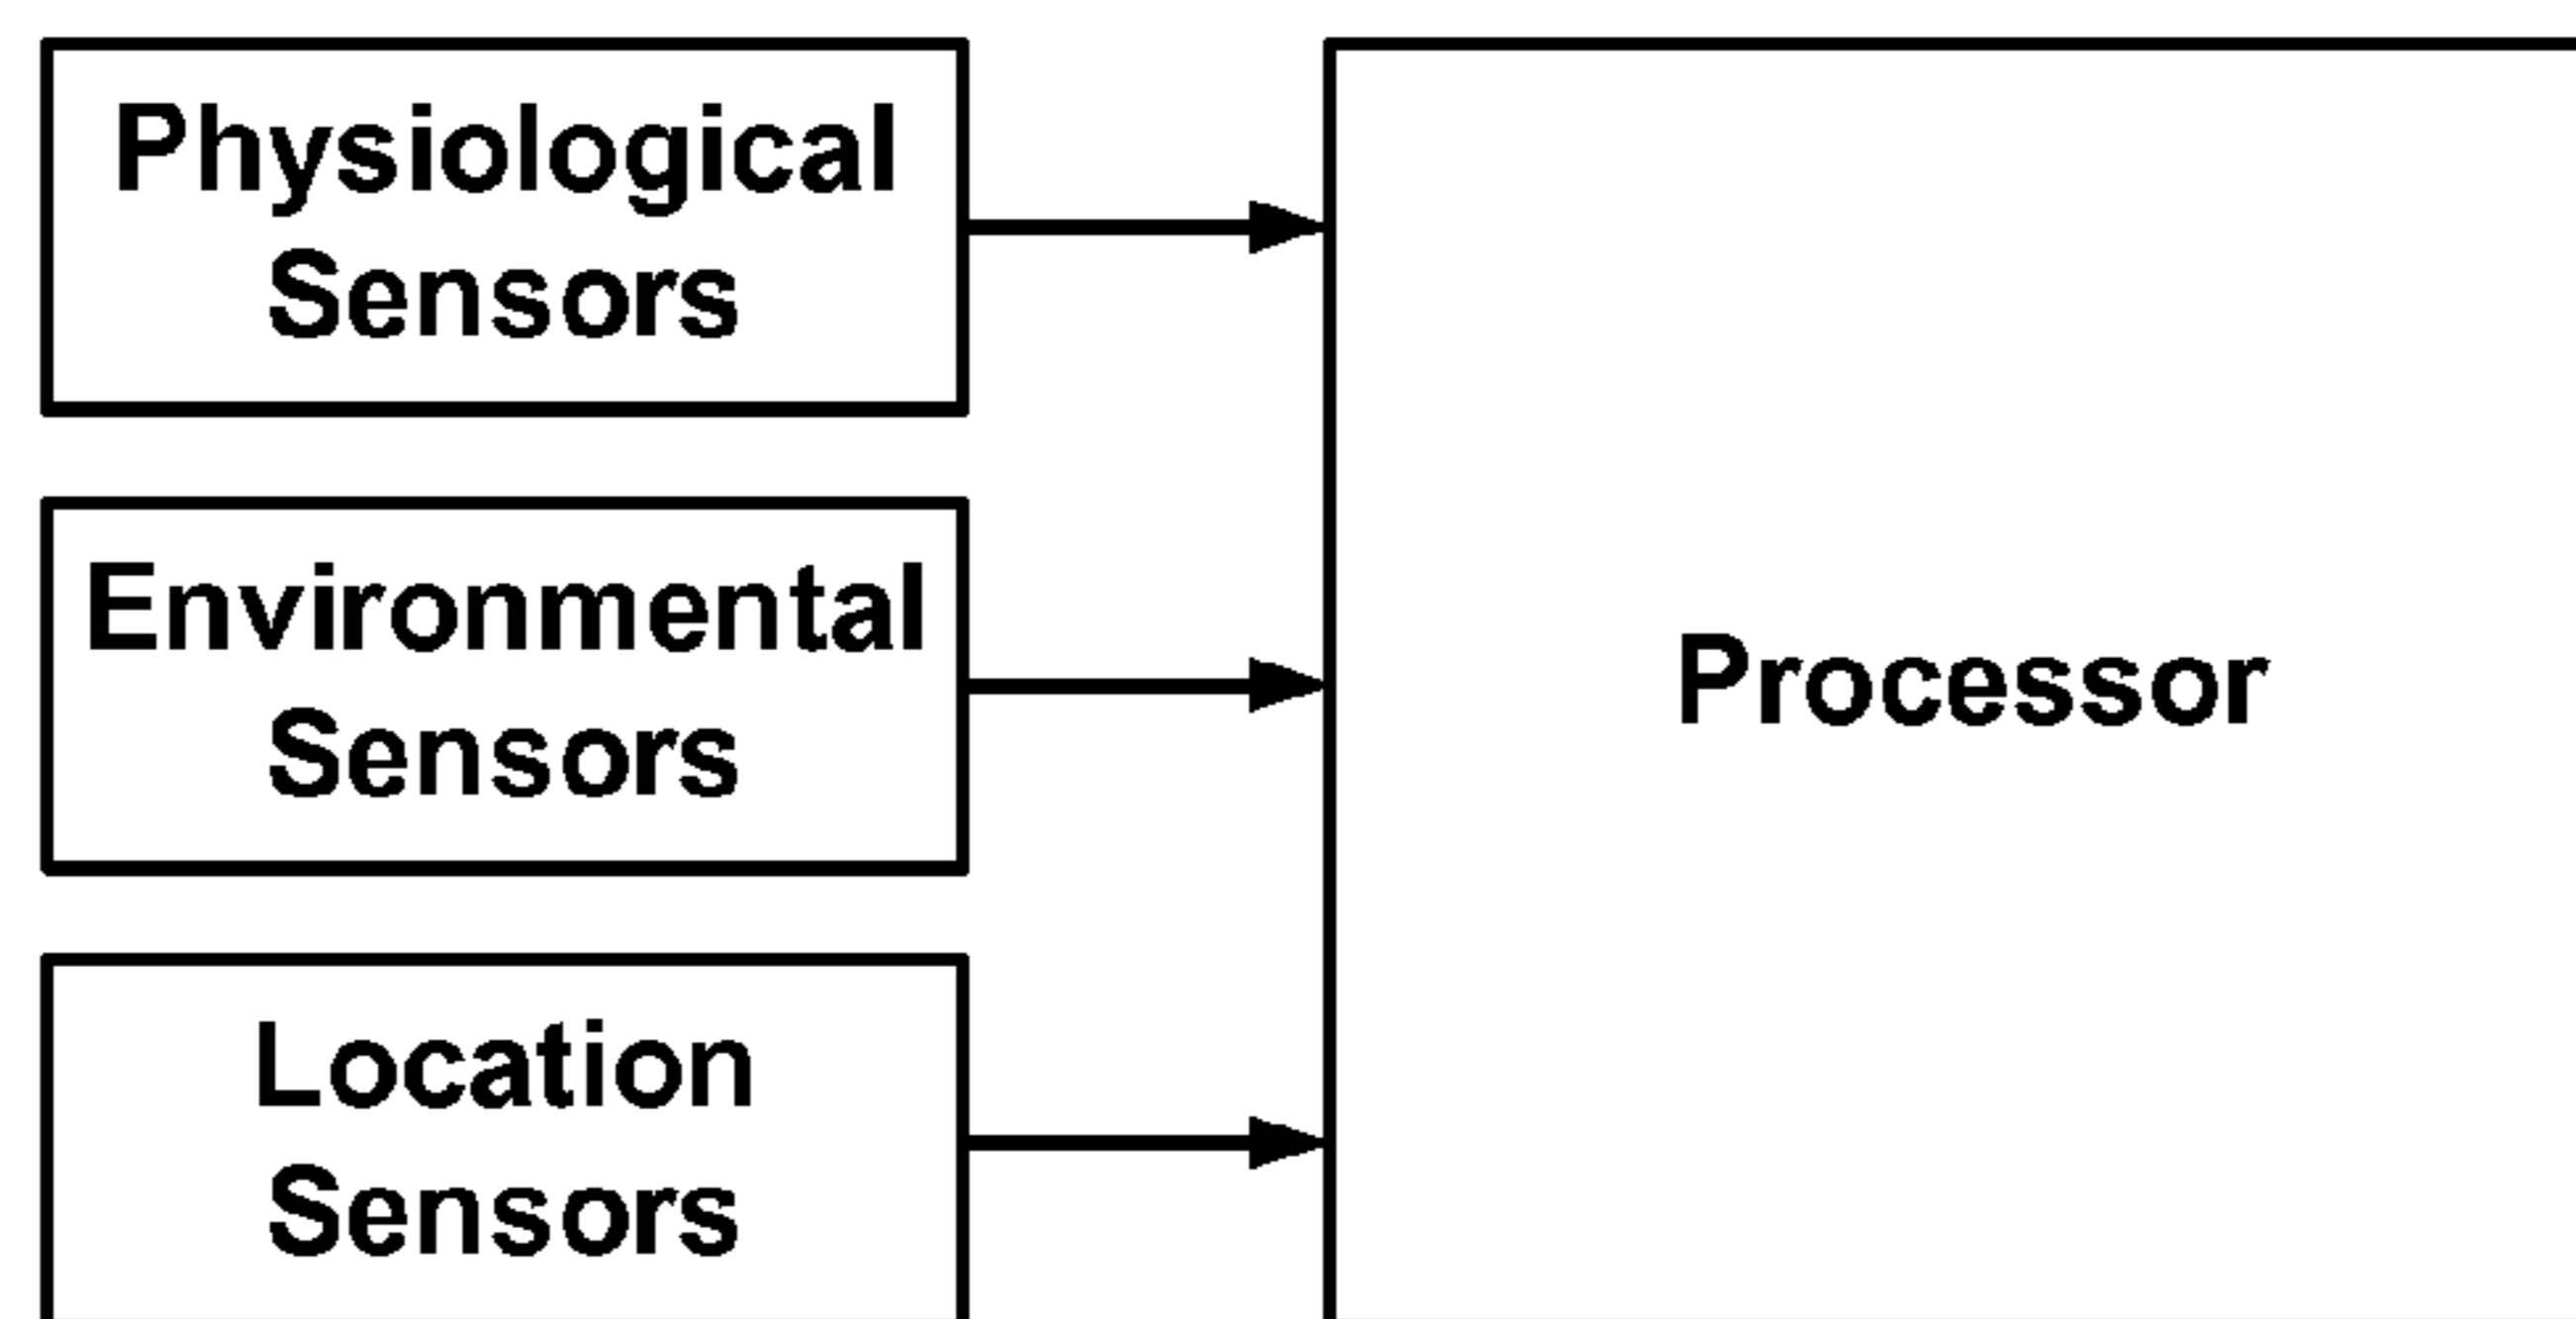 Physiological
Sensors
Environmental
Sensors
Processor
Location
Sensors